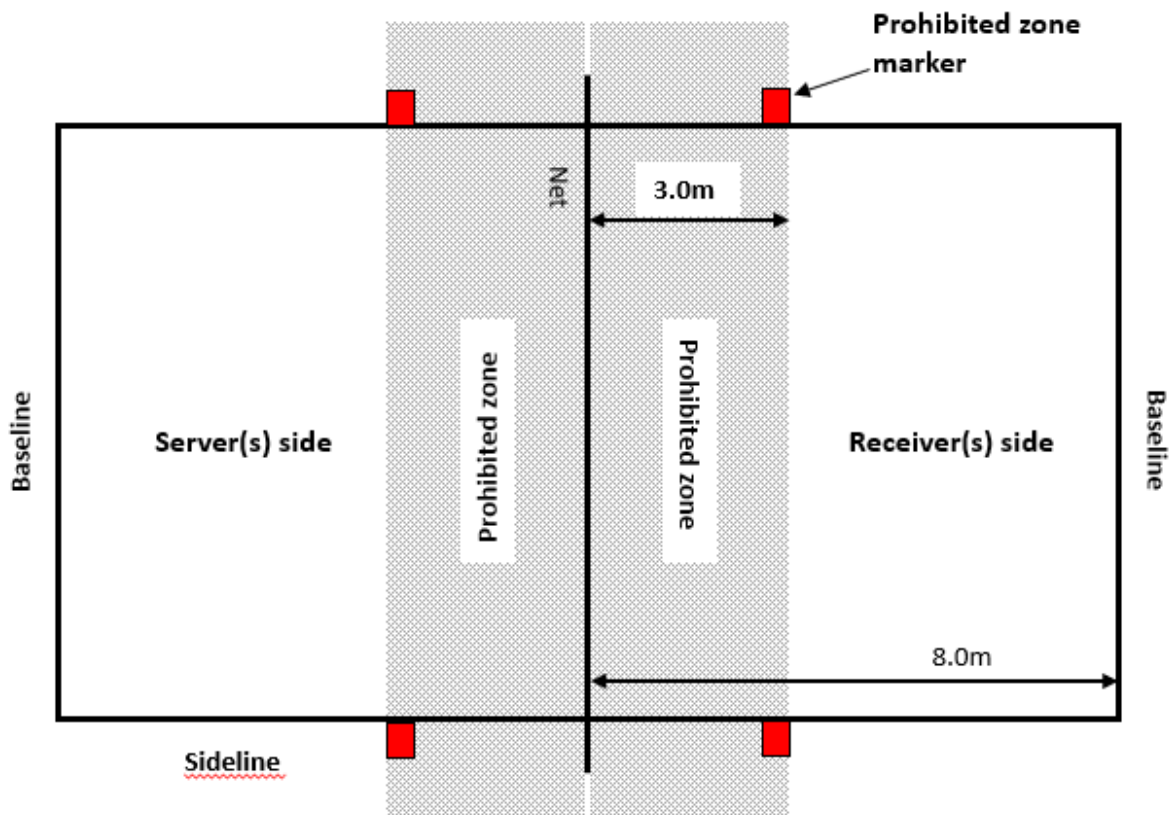 Prohibited zone
marker
Net
3.0m
Baseline
Server(s) side
Prohibited zone
Prohibited zone
Receiver(s) side
Baseline
8.0m
Sideline